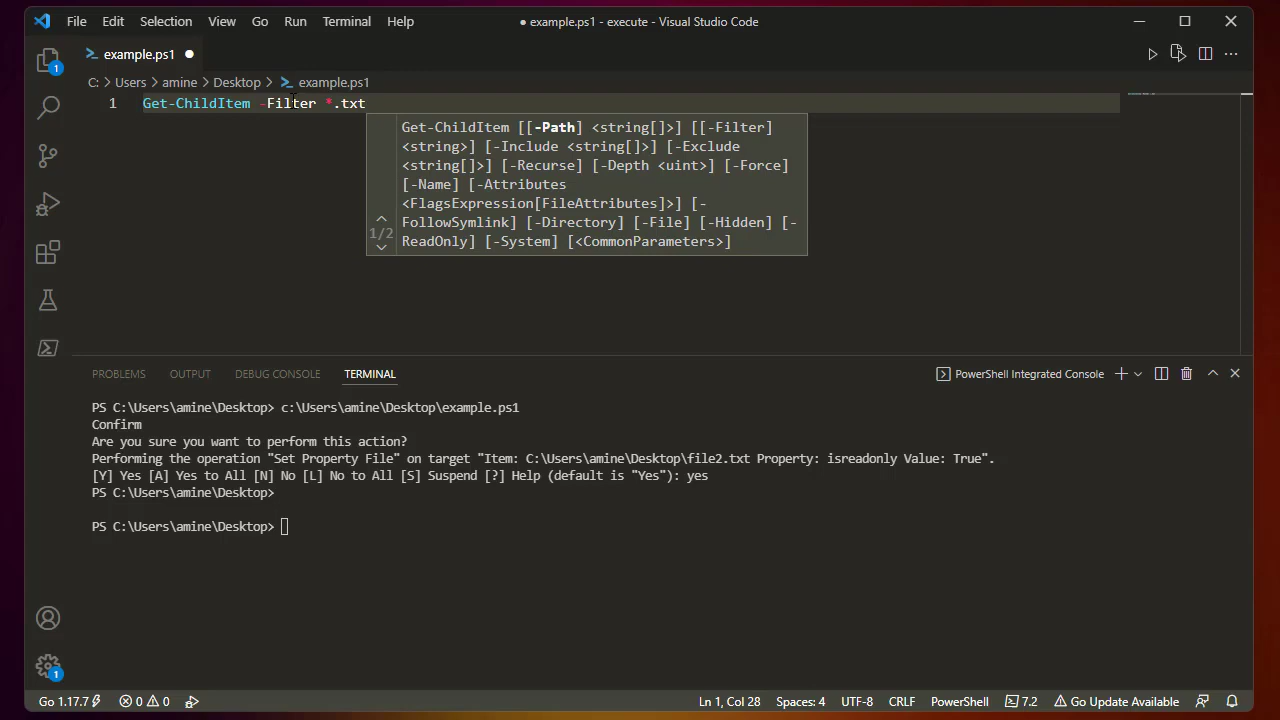 File Edit Selection View Go Run Terminal Help ● example.ps1 - execute - Visual Studio Code
example.ps1 ●
C: > Users > amine > Desktop > example.ps1
1 Get-ChildItem -Filter *.txt
Get-ChildItem [[-Path] <string[]>] [[-Filter]
<string>] [-Include <string[]>] [-Exclude
<string[]>] [-Recurse] [-Depth <uint>] [-Force]
[-Name] [-Attributes
<FlagsExpression[FileAttributes]>] [-
FollowSymlink] [-Directory] [-File] [-Hidden] [-
ReadOnly] [-System] [<CommonParameters>]
1/2
1
PROBLEMS OUTPUT DEBUG CONSOLE TERMINAL PowerShell Integrated Console
PS C:\Users\amine\Desktop> c:\Users\amine\Desktop\example.ps1
Confirm
Are you sure you want to perform this action?
Performing the operation "Set Property File" on target "Item: C:\Users\amine\Desktop\file2.txt Property: isreadonly Value: True".
[Y] Yes [A] Yes to All [N] No [L] No to All [S] Suspend [?] Help (default is "Yes"): yes
PS C:\Users\amine\Desktop>
PS C:\Users\amine\Desktop>
1
Go 1.17.7 0 0 Ln 1, Col 28 Spaces: 4 UTF-8 CRLF PowerShell 7.2 Go Update Available